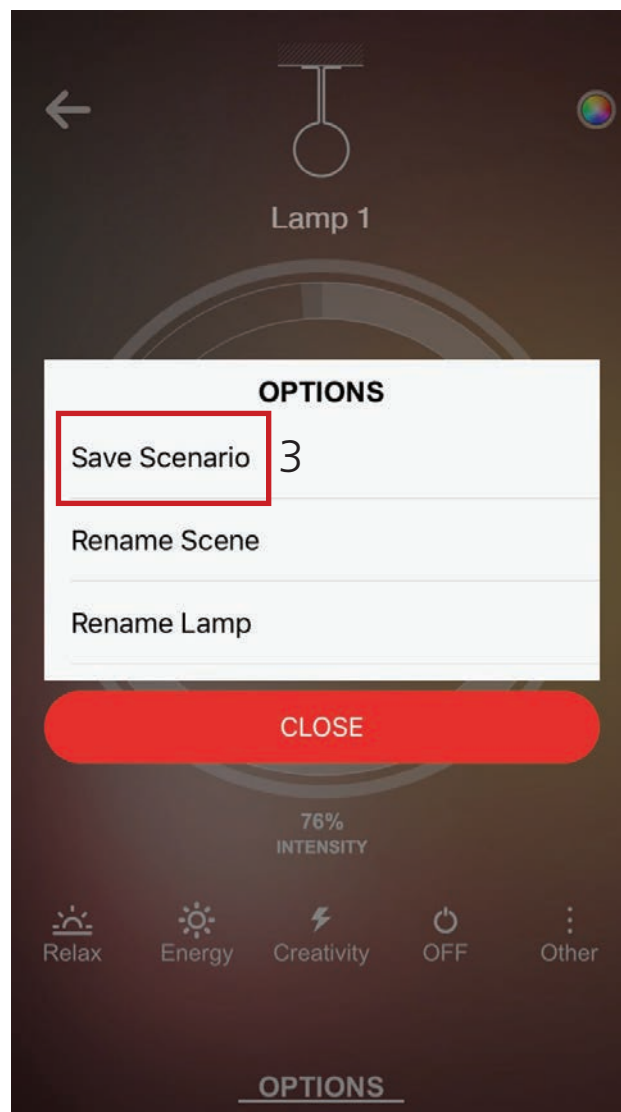 Lamp 1
OPTIONS
Save Scenario 3
Rename Scene
Rename Lamp
CLOSE
76%
INTENSITY
Relax Energy Creativity OFF Other
OPTIONS